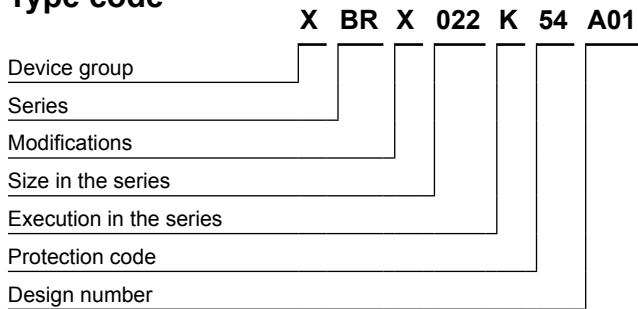 Type code
X BR X 022 K 54 A01
Device group
Series
Modifications
Size in the series
Execution in the series
Protection code
Design number